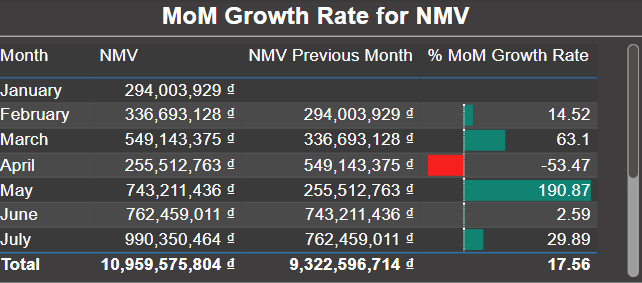 MoM Growth Rate for NMV
Month NMV NMV Previous Month % MoM Growth Rate
January 294,003,929 ₫
February 336,693,128 ₫ 294,003,929 ₫ 14.52
March 549,143,375 ₫ 336,693,128 ₫ 63.1
April 255,512,763 ₫ 549,143,375 ₫ -53.47
May 743,211,436 ₫ 255,512,763 ₫ 190.87
June 762,459,011 ₫ 743,211,436 ₫ 2.59
July 990,350,464 ₫ 762,459,011 ₫ 29.89
Total 10,959,575,804 ₫ 9,322,596,714 ₫ 17.56